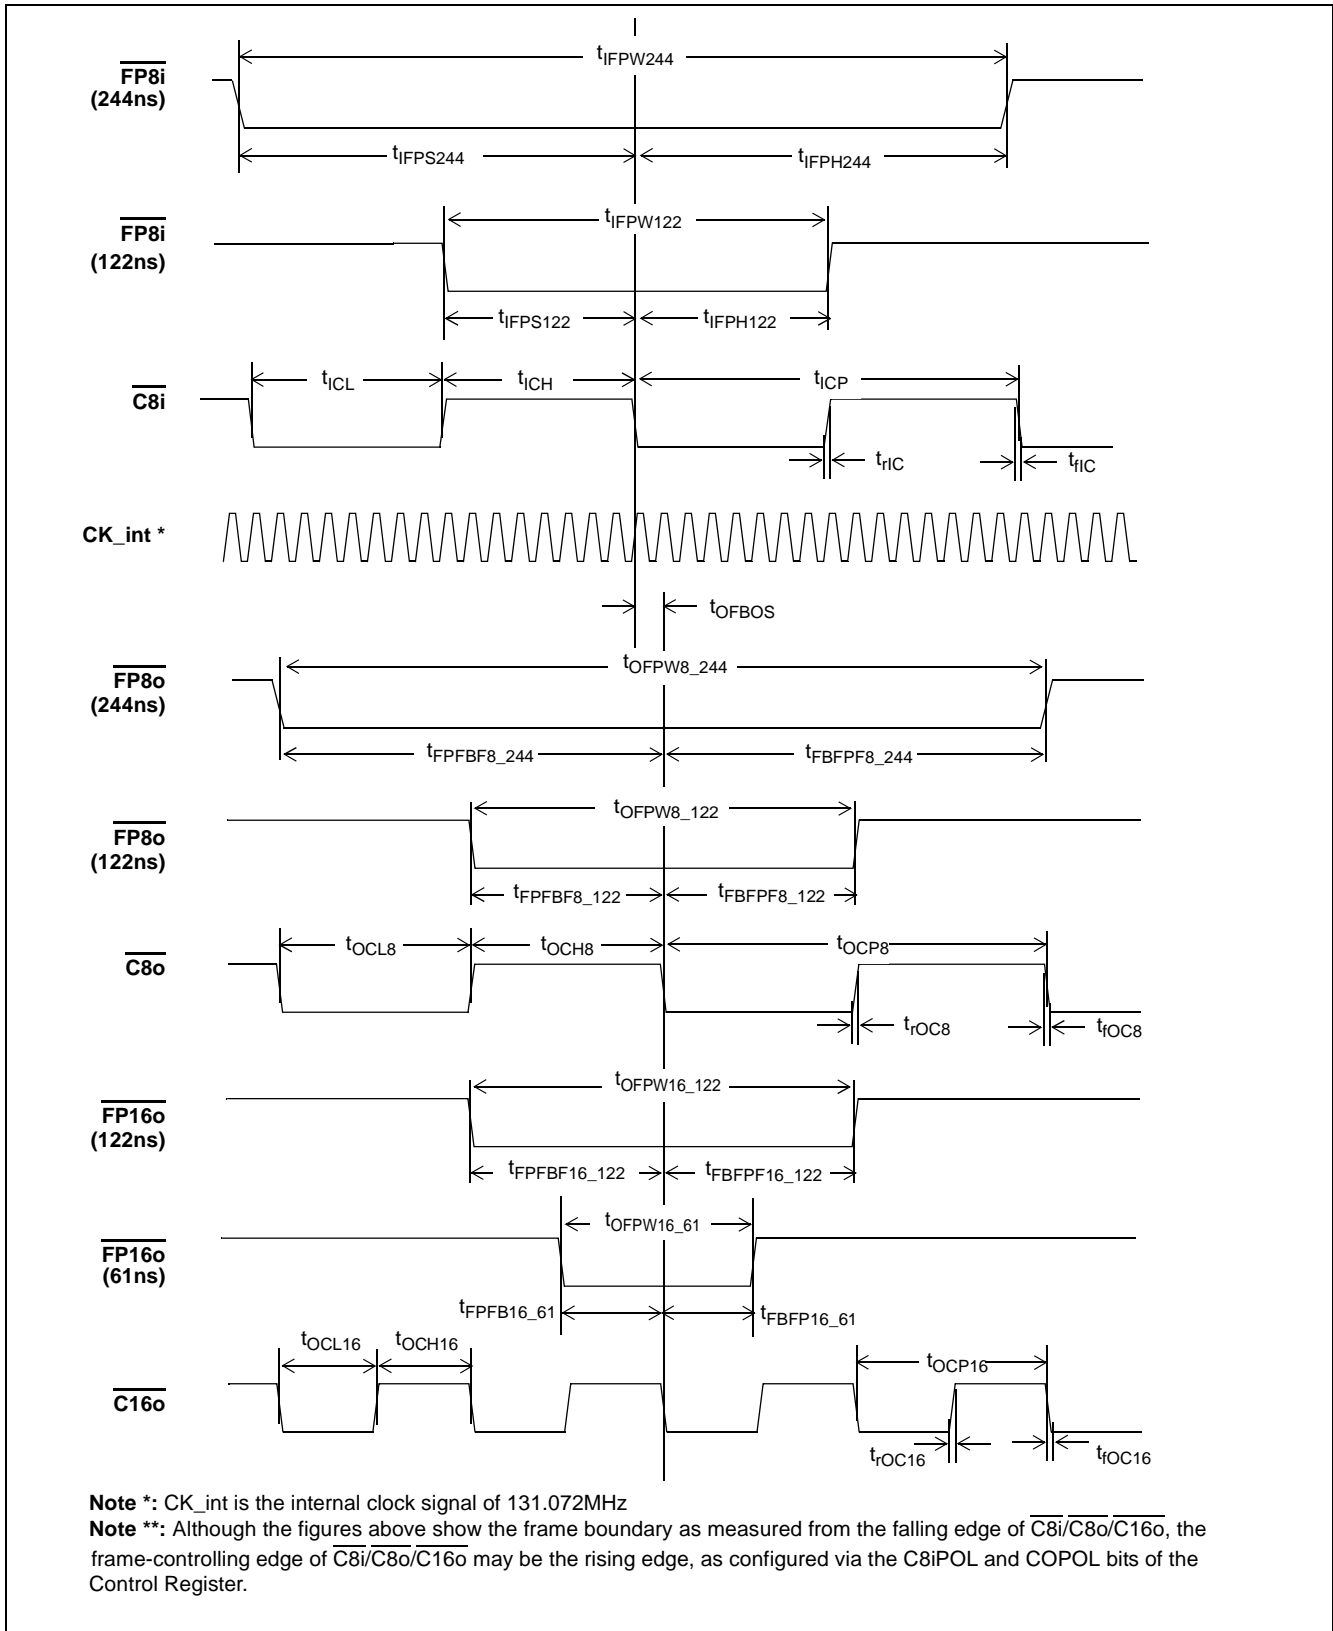 tIFPW244
FP8i
(244ns)
tIFPS244
tIFPH244
FP8i
(122ns)
tIFPW122
tIFPS122
tIFPH122
tICL
tICH
tICP
C8i
trIC
tfIC
CK_int *
tOFBOS
FP8o
(244ns)
tOFPW8_244
tFPFBF8_244
tFBFPF8_244
FP8o
(122ns)
tOFPW8_122
tFPFBF8_122
tFBFPF8_122
tOCL8
tOCH8
tOCP8
C8o
trOC8
tfOC8
FP16o
(122ns)
tOFPW16_122
tFPFBF16_122
tFBFPF16_122
FP16o
(61ns)
tOFPW16_61
tFPFB16_61
tFBFP16_61
tOCL16
tOCH16
tOCP16
C16o
trOC16
tfOC16
Note *: CK_int is the internal clock signal of 131.072MHz
Note **: Although the figures above show the frame boundary as measured from the falling edge of C8i/C8o/C16o, the
frame-controlling edge of C8i/C8o/C16o may be the rising edge, as configured via the C8iPOL and COPOL bits of the
Control Register.